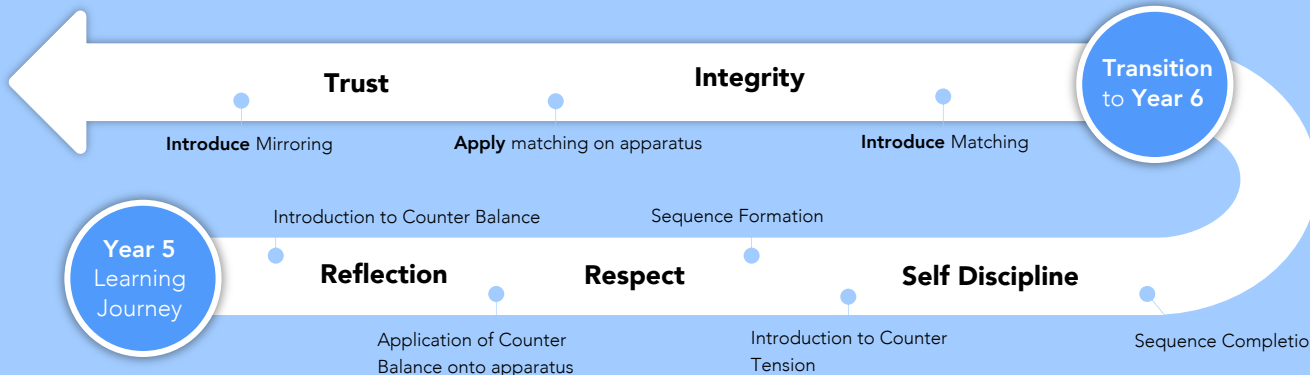 Trust
Integrity
Transition
to Year 6
Introduce Mirroring
Apply matching on apparatus
Introduce Matching
Introduction to Counter Balance
Sequence Formation
Year 5
Learning
Journey
Reflection
Respect
Self Discipline
Application of Counter
Balance onto apparatus
Introduction to Counter
Tension
Sequence Completio